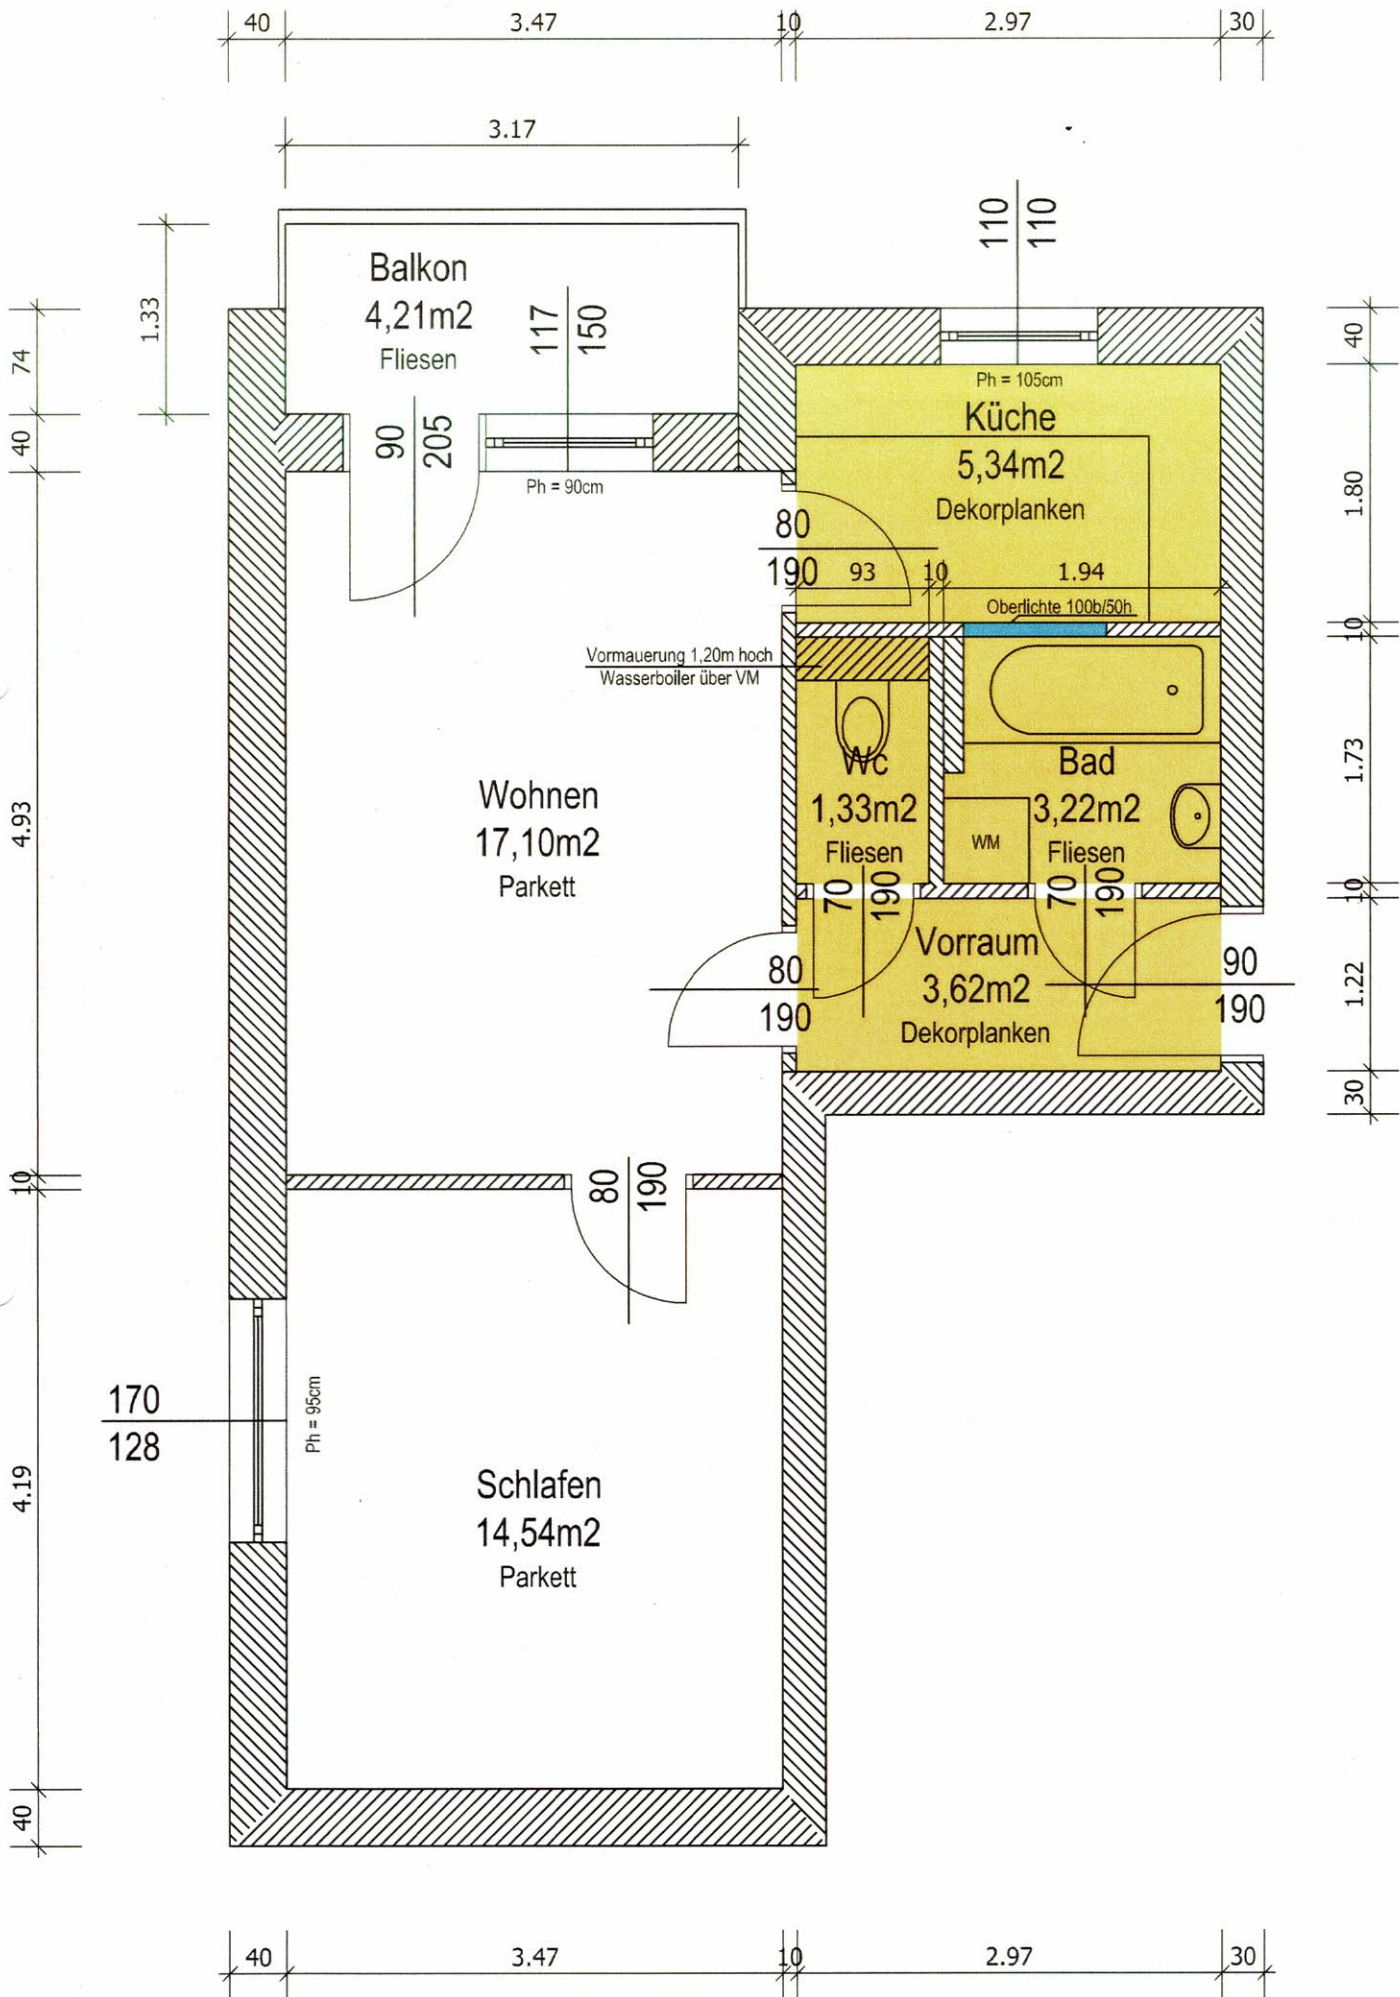 40
3.47
10
2.97
30
3.17
110
110
1.33
Balkon
4,21m2
Fliesen
117
150
74
40
40
90
205
Ph = 90cm
Ph = 105cm
Küche
5,34m2
Dekorplanken
1.80
80
190
93
10
1.94
Oberlichte 100b/50h
10
Vormauerung 1,20m hoch
Wasserboiler über VM
Wc
1,33m2
Fliesen
Bad
3,22m2
Fliesen
WM
1.73
4.93
Wohnen
17,10m2
Parkett
70
190
70
190
10
Vorraum
3,62m2
Dekorplanken
80
190
90
190
1.22
30
10
80
190
170
128
Ph = 95cm
4.19
Schlafen
14,54m2
Parkett
40
40
3.47
10
2.97
30